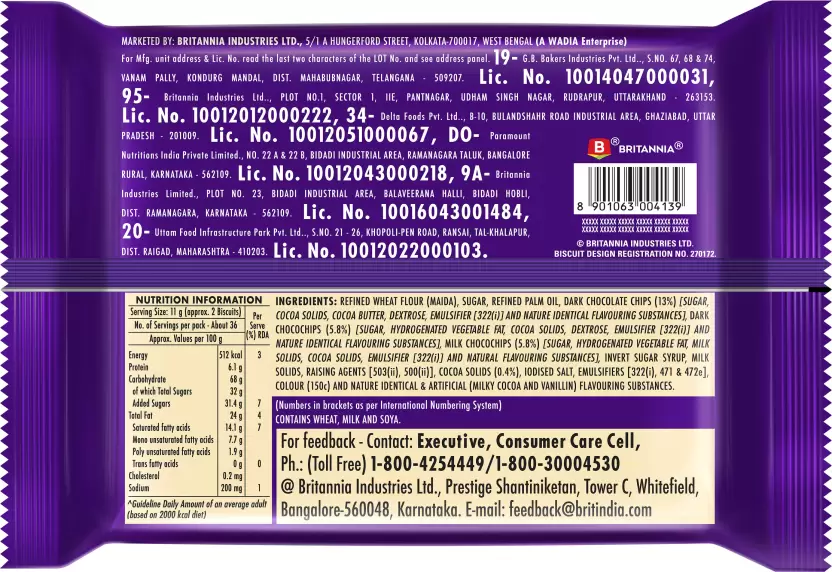 MARKETED BY: BRITANNIA INDUSTRIES LTD., 5/1 A HUNGERFORD STREET, KOLKATA-700017, WEST BENGAL (A WADIA Enterprise)
For Mfg. unit address & Lic. No. read the last two characters of the LOT No. and see address panel. 19- G.B. Bakers Industries Pvt. Ltd.., S.NO. 67, 68 & 74,
VANAM PALLY, KONDURG MANDAL, DIST. MAHABUBNAGAR, TELANGANA - 509207. Lic. No. 10014047000031,
95- Britannia Industries Ltd.., PLOT NO.1, SECTOR 1, IIE, PANTNAGAR, UDHAM SINGH NAGAR, RUDRAPUR, UTTARAKHAND - 263153.
Lic. No. 10012012000222, 34- Delta Foods Pvt. Ltd.., B-10, BULANDSHAHR ROAD INDUSTRIAL AREA, GHAZIABAD, UTTAR
PRADESH - 201009. Lic. No. 10012051000067, DO- Paramount
Nutritions India Private Limited., NO. 22 A & 22 B, BIDADI INDUSTRIAL AREA, RAMANAGARA TALUK, BANGALORE
RURAL, KARNATAKA - 562109. Lic. No. 10012043000218, 9A- Britannia
Industries Limited., PLOT NO. 23, BIDADI INDUSTRIAL AREA, BALAVEERANA HALLI, BIDADI HOBLI,
DIST. RAMANAGARA, KARNATAKA - 562109. Lic. No. 10016043001484,
20- Uttam Food Infrastructure Park Pvt. Ltd.., S.NO. 21 - 26, KHOPOLI-PEN ROAD, RANSAI, TAL-KHALAPUR,
DIST. RAIGAD, MAHARASHTRA - 410203. Lic. No. 10012022000103.
B® BRITANNIA®
8 901063 004139
XXXXX XXXXX XXXXX XXXXX XXXXX XXXXX
XXXXX XXXXX XXXXX XXXXX XXXXX XXXXX
© BRITANNIA INDUSTRIES LTD.
BISCUIT DESIGN REGISTRATION NO. 270172.
NUTRITION INFORMATION
Serving Size: 11 g (approx. 2 Biscuits)
No. of Servings per pack - About 36
Approx. Values per 100 g
Per Serve (%) RDA
Energy 512 kcal 3
Protein 6.1 g
Carbohydrate 68 g
of which Total Sugars 32 g
Added Sugars 31.4 g 7
Total Fat 24 g 4
Saturated fatty acids 14.1 g 7
Mono unsaturated fatty acids 7.7 g
Poly unsaturated fatty acids 1.9 g
Trans fatty acids 0 g 0
Cholesterol 0.2 mg
Sodium 200 mg 1
^Guideline Daily Amount of an average adult
(based on 2000 kcal diet)
INGREDIENTS: REFINED WHEAT FLOUR (MAIDA), SUGAR, REFINED PALM OIL, DARK CHOCOLATE CHIPS (13%) [SUGAR,
COCOA SOLIDS, COCOA BUTTER, DEXTROSE, EMULSIFIER [322(i)] AND NATURE IDENTICAL FLAVOURING SUBSTANCES], DARK
CHOCOCHIPS (5.8%) [SUGAR, HYDROGENATED VEGETABLE FAT, COCOA SOLIDS, DEXTROSE, EMULSIFIER [322(i)] AND
NATURE IDENTICAL FLAVOURING SUBSTANCES], MILK CHOCOCHIPS (5.8%) [SUGAR, HYDROGENATED VEGETABLE FAT, MILK
SOLIDS, COCOA SOLIDS, EMULSIFIER [322(i)] AND NATURAL FLAVOURING SUBSTANCES], INVERT SUGAR SYRUP, MILK
SOLIDS, RAISING AGENTS [503(ii), 500(ii)], COCOA SOLIDS (0.4%), IODISED SALT, EMULSIFIERS [322(i), 471 & 472e],
COLOUR (150c) AND NATURE IDENTICAL & ARTIFICIAL (MILKY COCOA AND VANILLIN) FLAVOURING SUBSTANCES.
(Numbers in brackets as per International Numbering System)
CONTAINS WHEAT, MILK AND SOYA.
For feedback - Contact: Executive, Consumer Care Cell,
Ph.: (Toll Free) 1-800-4254449/1-800-30004530
@ Britannia Industries Ltd., Prestige Shantiniketan, Tower C, Whitefield,
Bangalore-560048, Karnataka. E-mail: feedback@britindia.com